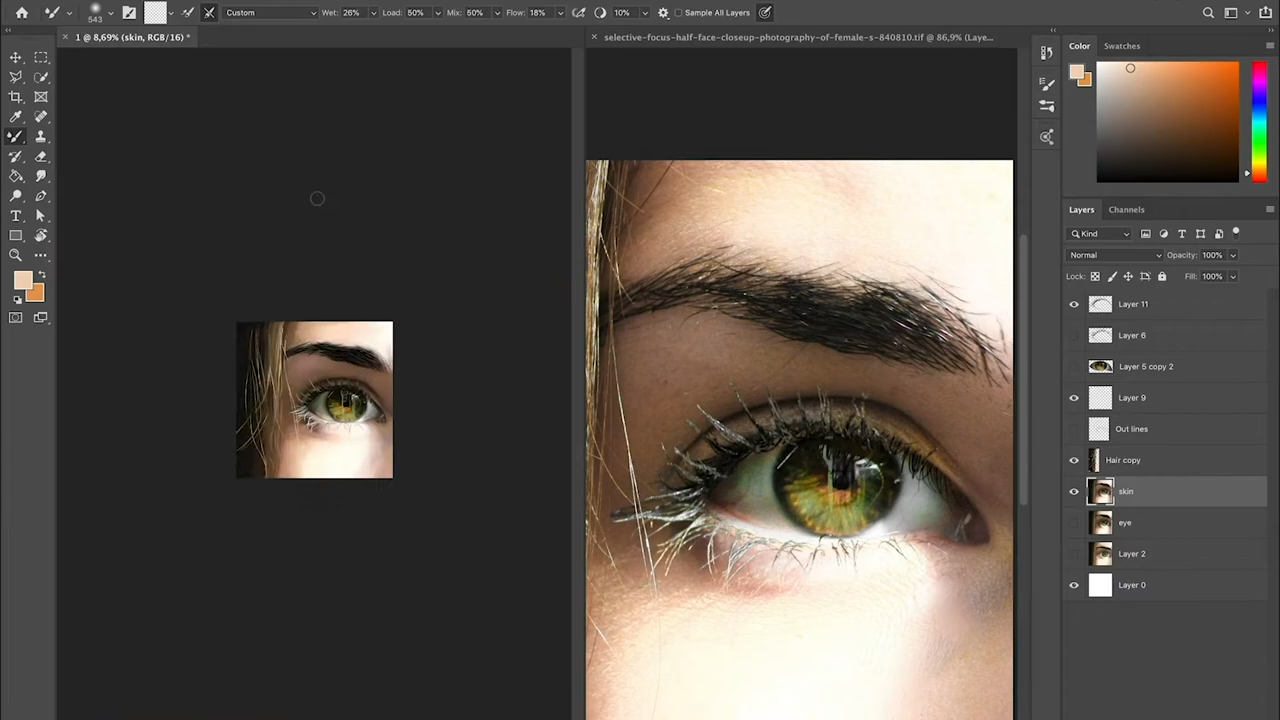 543 Custom Wet: 26% Load: 50% Mix: 50% Flow: 18% 10% Sample All Layers
1 @ 8,69% (skin, RGB/16) *
selective-focus-half-face-closeup-photography-of-female-s-840810.tif @ 86,9% (Laye...
Color Swatches
Layers Channels
Kind
Normal Opacity: 100%
Lock: Fill: 100%
Layer 11
Layer 6
Layer 5 copy 2
Layer 9
Out lines
Hair copy
skin
eye
Layer 2
Layer 0